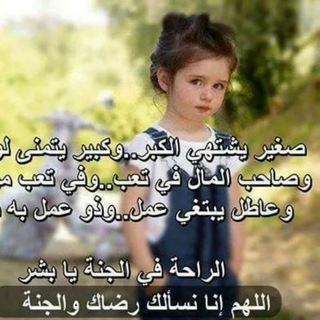 صغير يشتهي الكبر..وكبير يتمنى
وصاحب المال في تعب..وفي تعب
وعاطل يبتغي عمل..وذو عمل به
الراحة في الجنة يا بشر
اللهم إنا نسألك رضاك والجنة